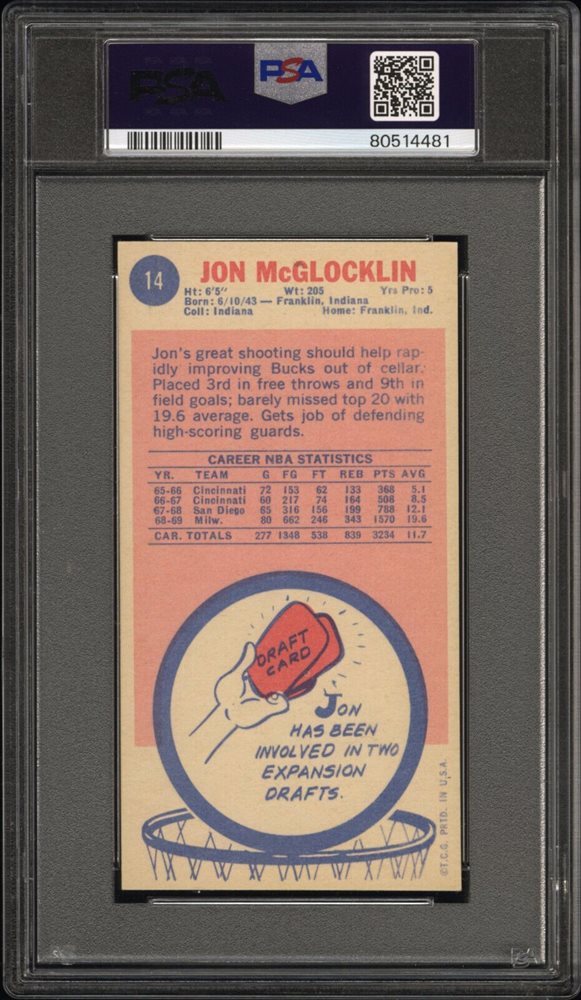 PSA
PSA
80514481
14
JON McGLOCKLIN
Ht: 6'5" Wt: 205 Yrs Pro: 5
Born: 6/10/43 — Franklin, Indiana
Coll: Indiana Home: Franklin, Ind.
Jon's great shooting should help rap-
idly improving Bucks out of cellar.
Placed 3rd in free throws and 9th in
field goals; barely missed top 20 with
19.6 average. Gets job of defending
high-scoring guards.
CAREER NBA STATISTICS
YR. TEAM G FG FT REB PTS AVG
65-66 Cincinnati 72 153 62 133 368 5.1
66-67 Cincinnati 60 217 74 164 508 8.5
67-68 San Diego 65 316 156 199 788 12.1
68-69 Milw. 80 662 246 343 1570 19.6
CAR. TOTALS 277 1348 538 839 3234 11.7
DRAFT
CARD
JON
HAS BEEN
INVOLVED IN TWO
EXPANSION
DRAFTS.
©T.C.G. PRTD. IN U.S.A.
PSA